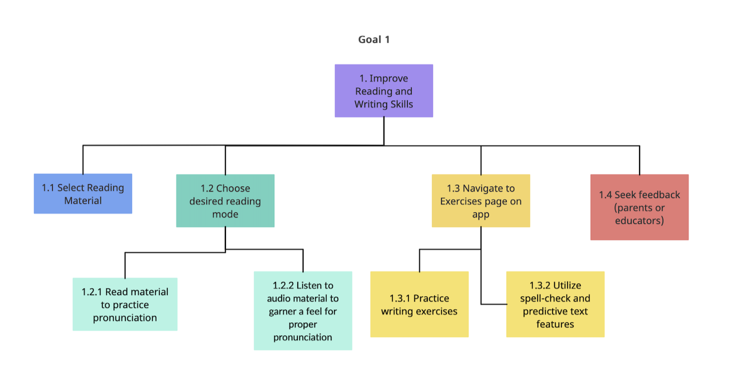 Goal 1
1. Improve
Reading and
Writing Skills
1.1 Select Reading
Material
1.2 Choose
desired reading
mode
1.3 Navigate to
Exercises page on
app
1.4 Seek feedback
(parents or
educators)
1.2.1 Read material
to practice
pronunciation
1.2.2 Listen to
audio material to
garner a feel for
proper
pronunciation
1.3.1 Practice
writing exercises
1.3.2 Utilize
spell-check and
predictive text
features